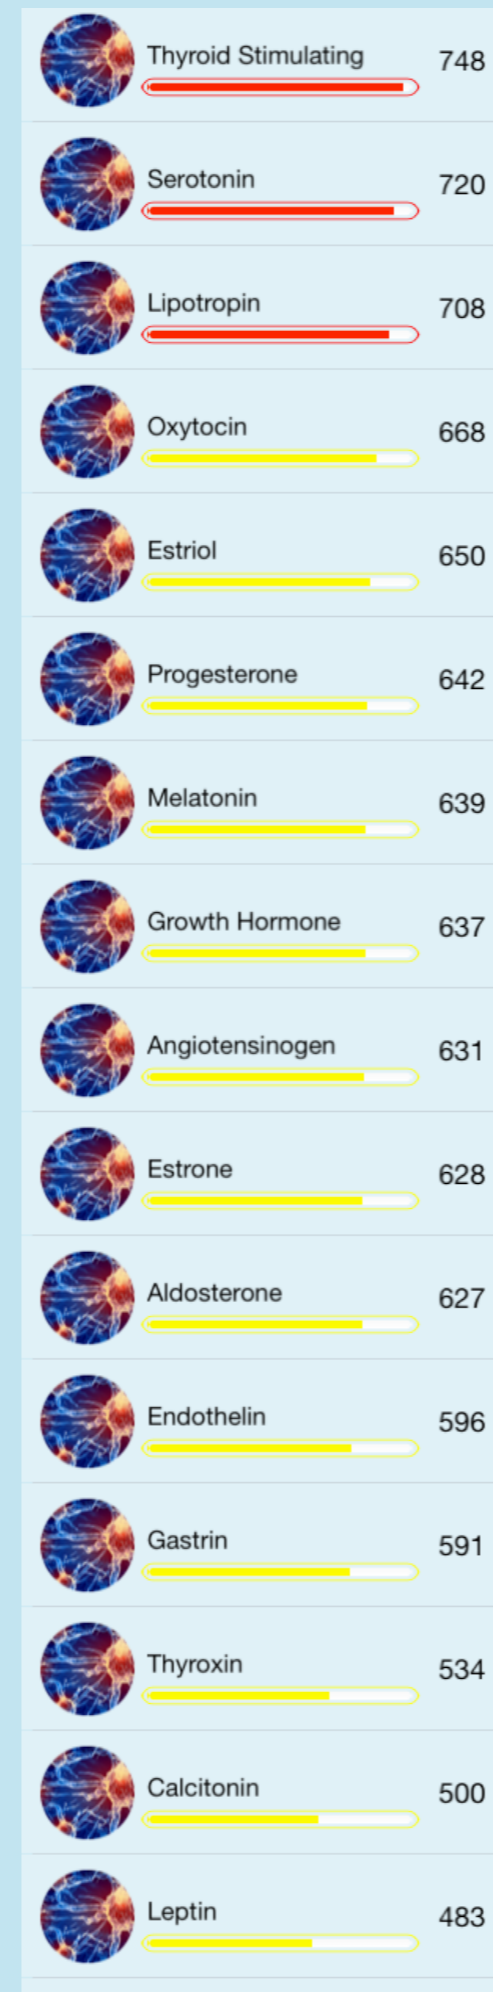 Thyroid Stimulating 748
Serotonin 720
Lipotropin 708
Oxytocin 668
Estriol 650
Progesterone 642
Melatonin 639
Growth Hormone 637
Angiotensinogen 631
Estrone 628
Aldosterone 627
Endothelin 596
Gastrin 591
Thyroxin 534
Calcitonin 500
Leptin 483